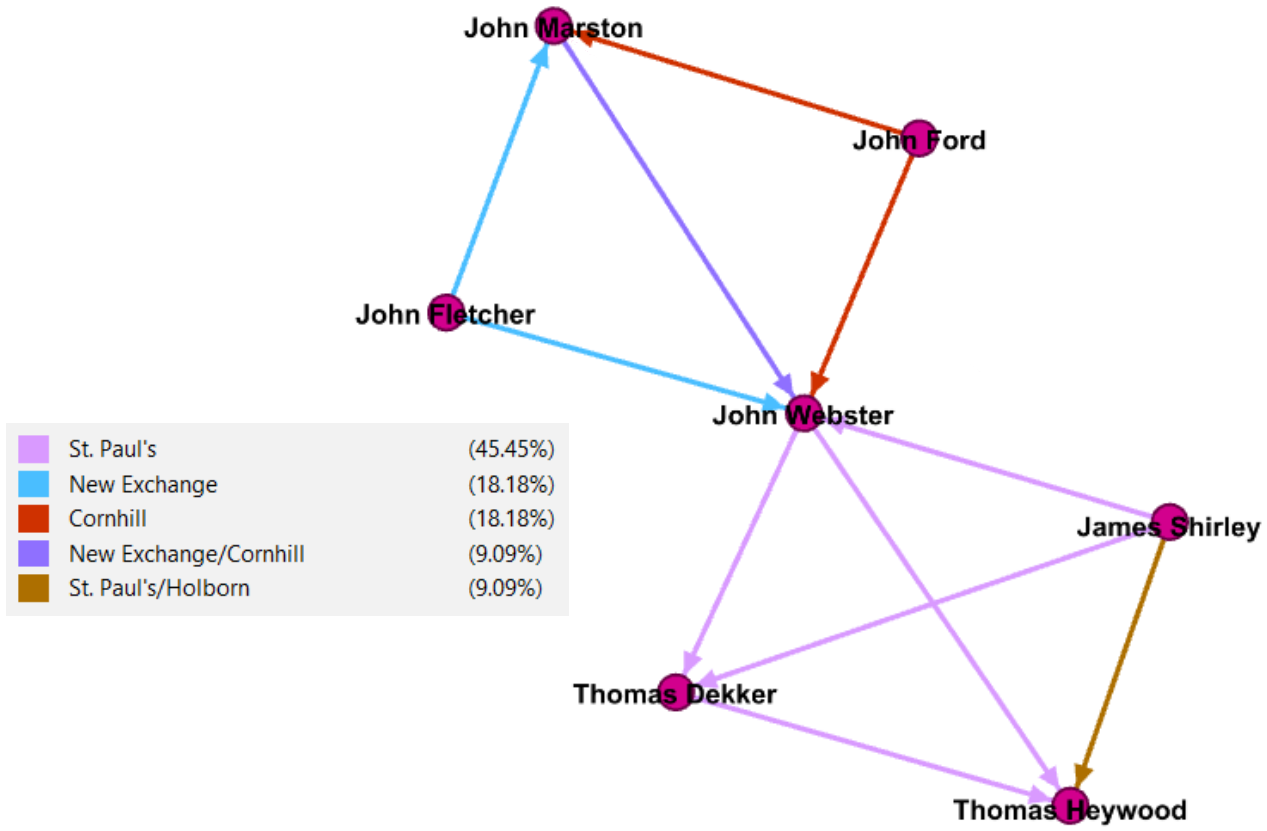 John Marston
John Ford
John Fletcher
John Webster
St. Paul's (45.45%)
New Exchange (18.18%)
Cornhill (18.18%)
New Exchange/Cornhill (9.09%)
St. Paul's/Holborn (9.09%)
James Shirley
Thomas Dekker
Thomas Heywood